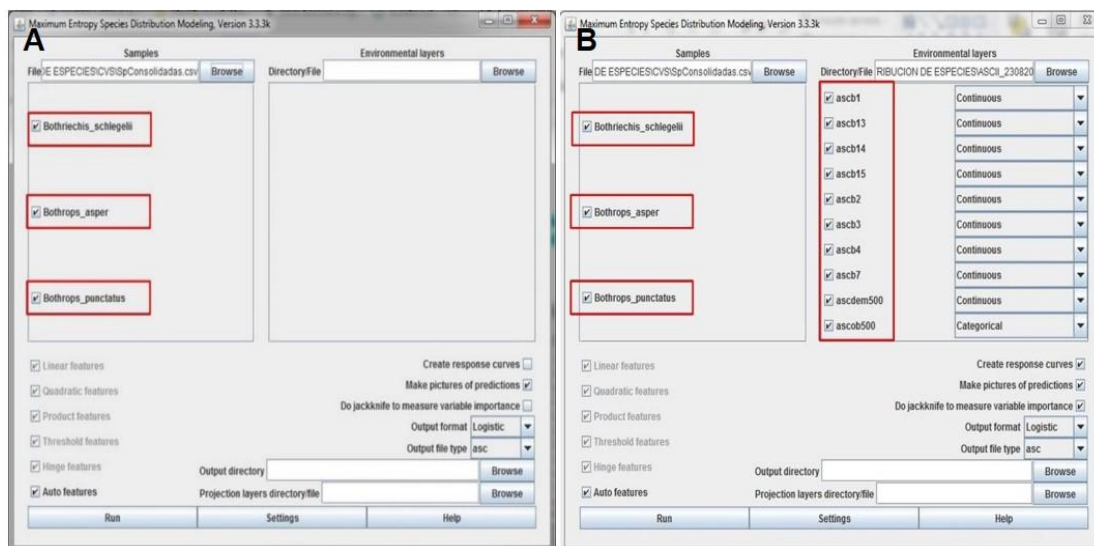 Maximum Entropy Species Distribution Modeling, Version 3.3.3k
A
Samples
Environmental layers
File DE ESPECIES\CVS\SpConsolidadas.csv Browse
Directory/File Browse
Bothriechis_schlegelii
Bothrops_asper
Bothrops_punctatus
Linear features
Quadratic features
Product features
Threshold features
Hinge features
Auto features
Create response curves
Make pictures of predictions
Do jackknife to measure variable importance
Output format Logistic
Output file type asc
Output directory Browse
Projection layers directory/file Browse
Run Settings Help
Maximum Entropy Species Distribution Modeling, Version 3.3.3k
B
Samples
Environmental layers
File DE ESPECIES\CVS\SpConsolidadas.csv Browse
Directory/File RIBUCION DE ESPECIES\ASCII_230820 Browse
Bothriechis_schlegelii
Bothrops_asper
Bothrops_punctatus
ascb1 Continuous
ascb13 Continuous
ascb14 Continuous
ascb15 Continuous
ascb2 Continuous
ascb3 Continuous
ascb4 Continuous
ascb7 Continuous
ascdem500 Continuous
ascob500 Categorical
Linear features
Quadratic features
Product features
Threshold features
Hinge features
Auto features
Create response curves
Make pictures of predictions
Do jackknife to measure variable importance
Output format Logistic
Output file type asc
Output directory Browse
Projection layers directory/file Browse
Run Settings Help